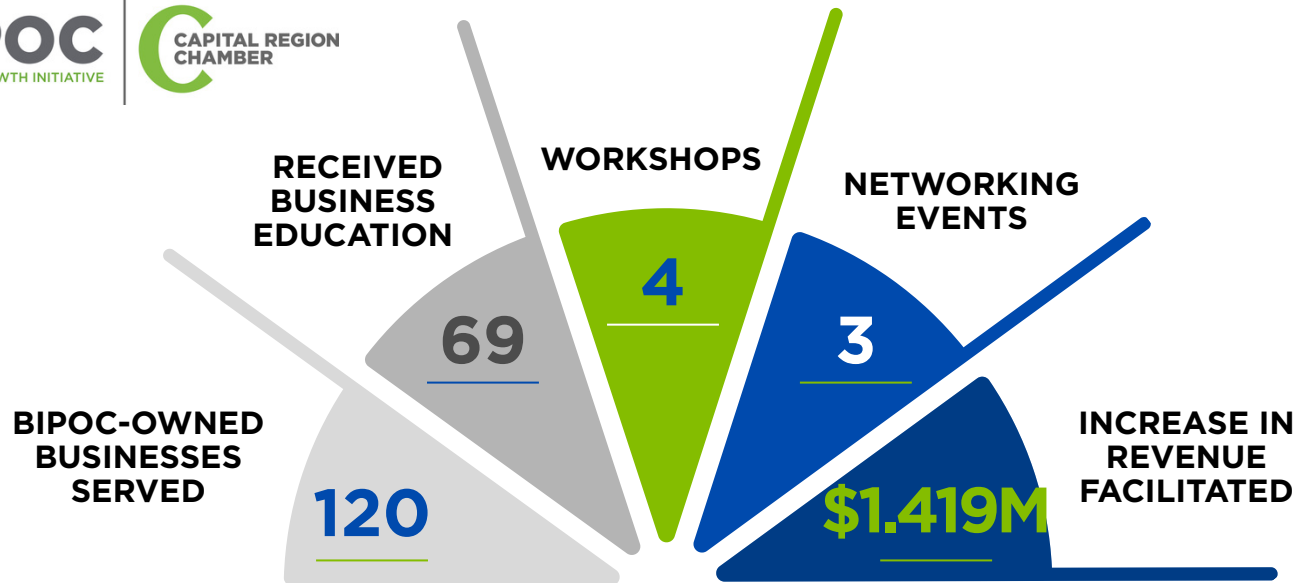 CAPITAL REGION
CHAMBER
INITIATIVE
RECEIVED
BUSINESS
EDUCATION
69
WORKSHOPS
4
NETWORKING
EVENTS
3
BIPOC-OWNED
BUSINESSES
SERVED
120
INCREASE IN
REVENUE
FACILITATED
$1.419M